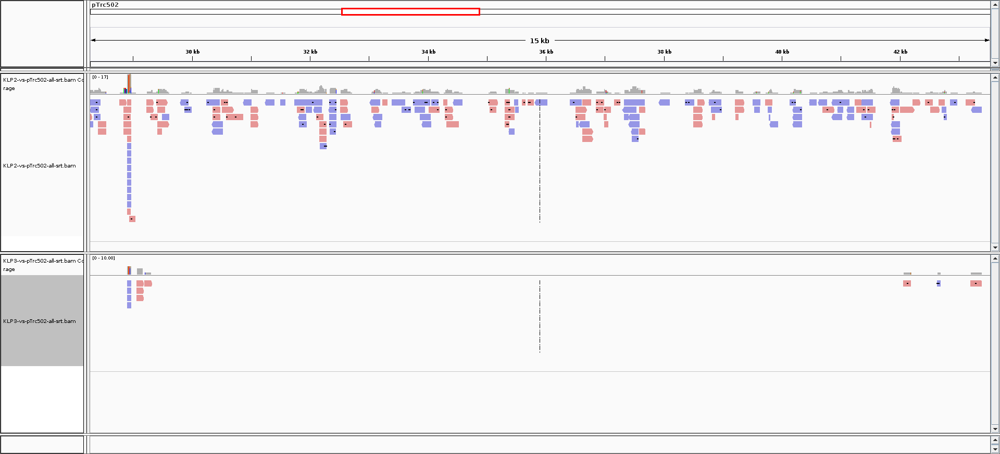 pTrc502
15 kb
30 kb 32 kb 34 kb 36 kb 38 kb 40 kb 42 kb
KLP2-vs-pTrc502-all-srt.bam Co
rage
[0 - 17]
KLP2-vs-pTrc502-all-srt.bam
KLP3-vs-pTrc502-all-srt.bam Co
rage
[0 - 10.00]
KLP3-vs-pTrc502-all-srt.bam